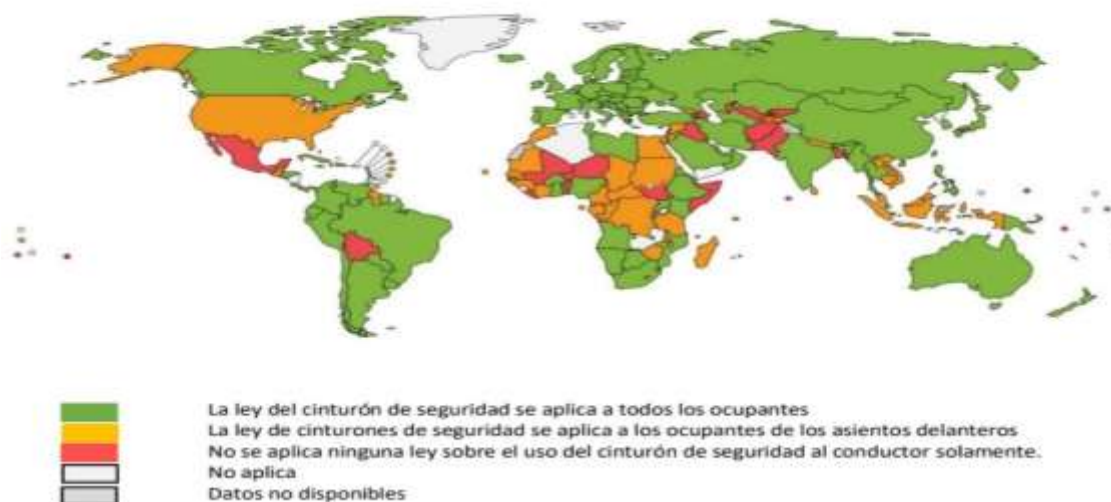 La ley del cinturón de seguridad se aplica a todos los ocupantes
La ley de cinturones de seguridad se aplica a los ocupantes de los asientos delanteros
No se aplica ninguna ley sobre el uso del cinturón de seguridad al conductor solamente.
No aplica
Datos no disponibles